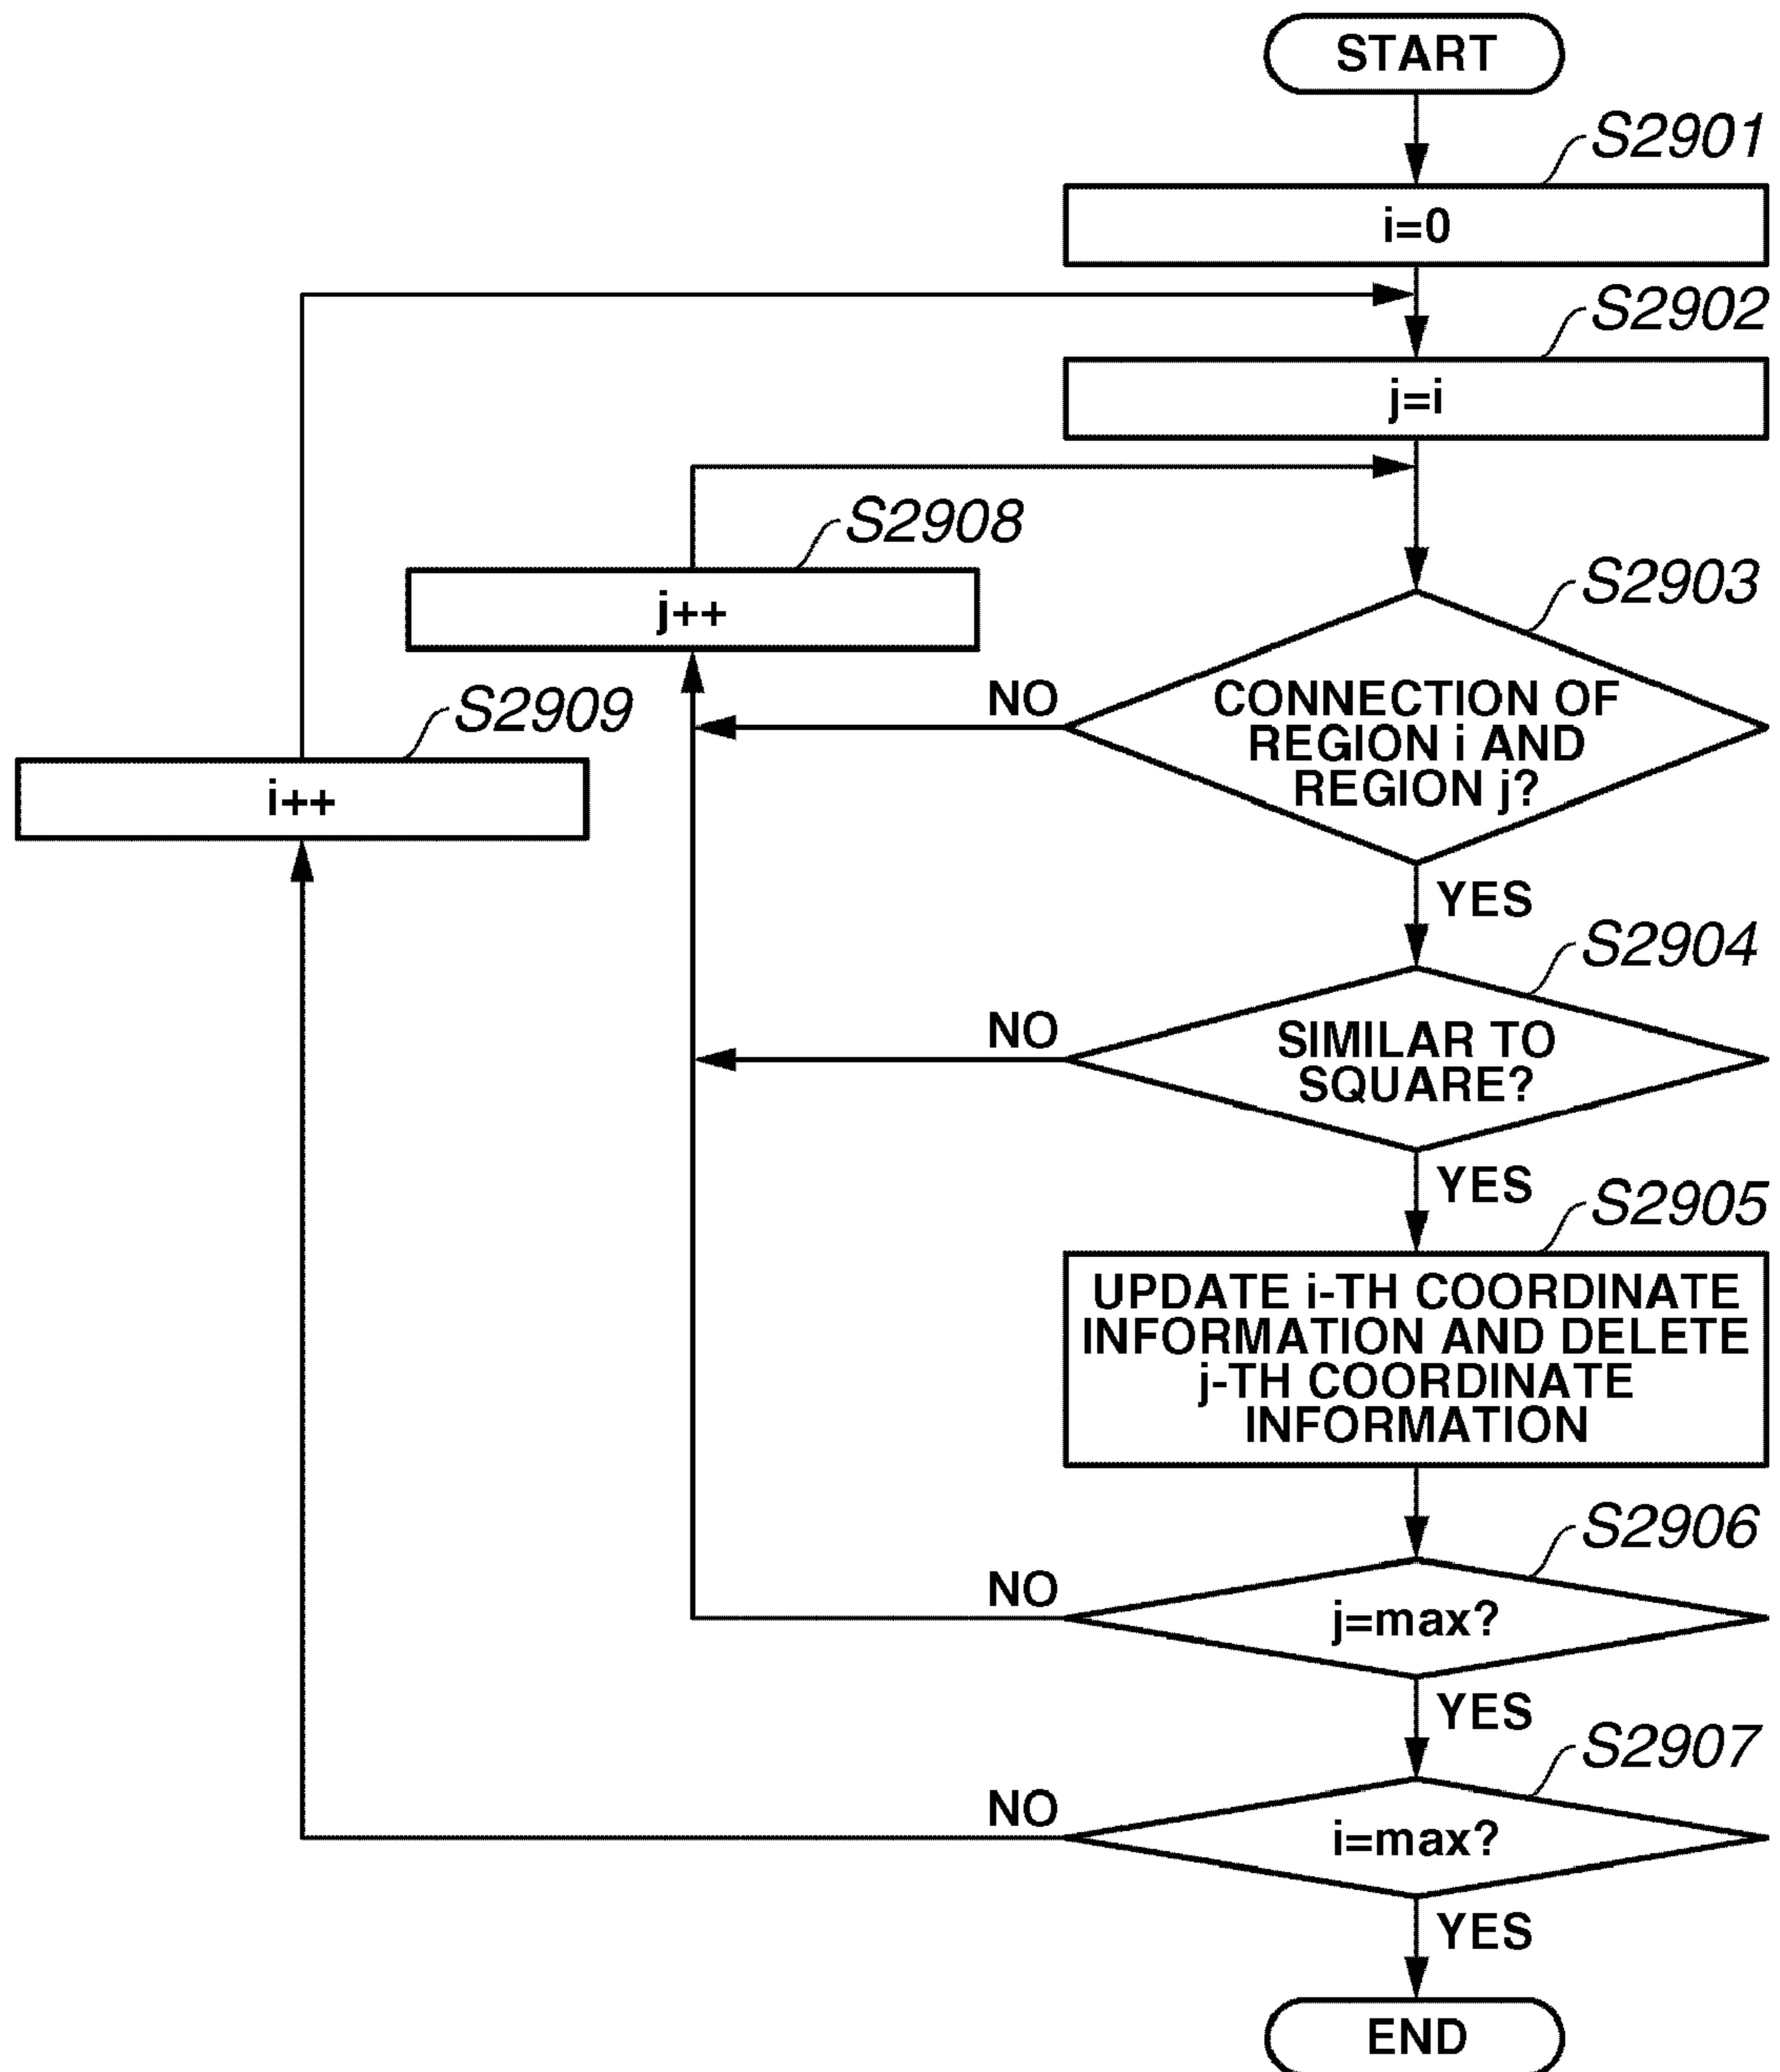 START
S2901
i=0
S2902
j=i
S2908
j++
S2903
NO
CONNECTION OF
REGION i AND
REGION j?
S2909
i++
YES
S2904
NO
SIMILAR TO
SQUARE?
YES
S2905
UPDATE i-TH COORDINATE
INFORMATION AND DELETE
j-TH COORDINATE
INFORMATION
S2906
NO
j=max?
YES
S2907
NO
i=max?
YES
END